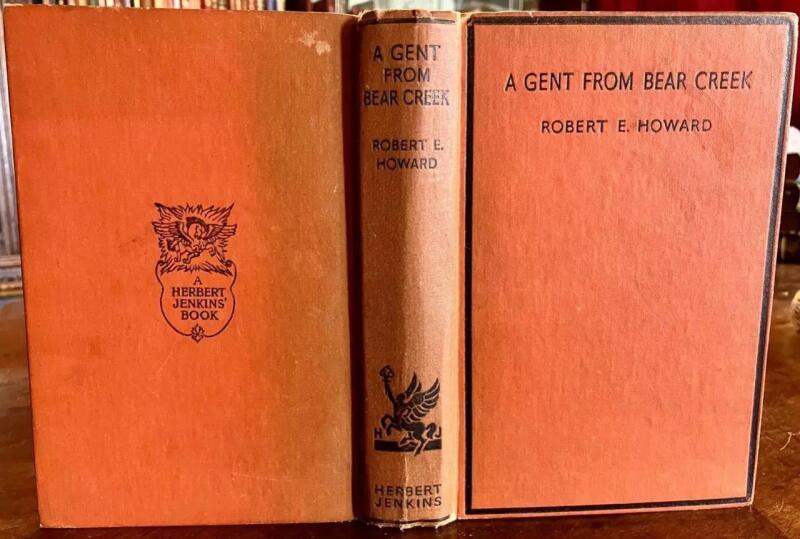 A
HERBERT
JENKINS'
BOOK
A GENT
FROM
BEAR CREEK
ROBERT E.
HOWARD
H J
HERBERT
JENKINS
A GENT FROM BEAR CREEK
ROBERT E. HOWARD